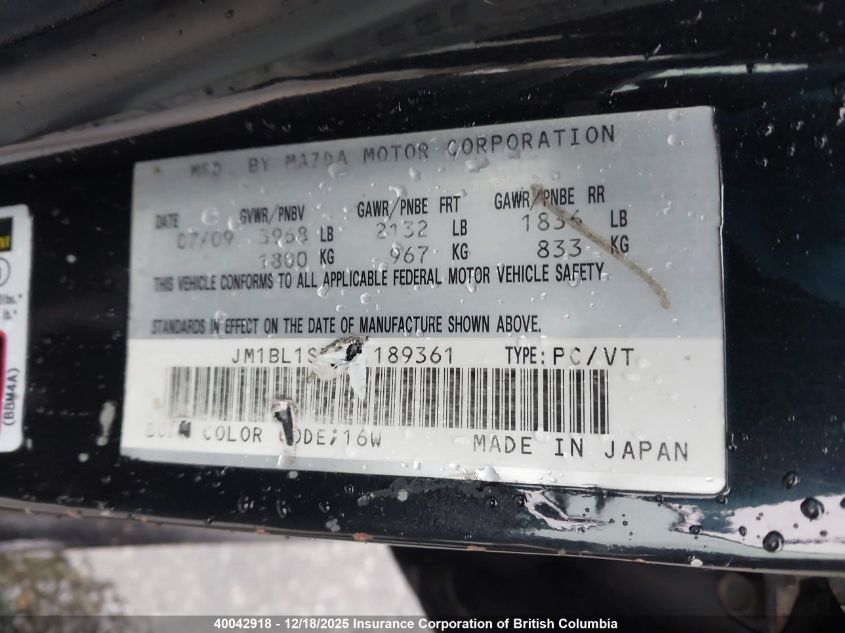 MFD. BY MAZDA MOTOR CORPORATION
DATE GVWR/PNBV GAWR/PNBE FRT GAWR/PNBE RR
07/09 3968 LB 2132 LB 1836 LB
1800 KG 967 KG 833 KG
THIS VEHICLE CONFORMS TO ALL APPLICABLE FEDERAL MOTOR VEHICLE SAFETY
STANDARDS IN EFFECT ON THE DATE OF MANUFACTURE SHOWN ABOVE.
JM1BL1S 189361 TYPE:PC/VT
COLOR CODE;16W MADE IN JAPAN
(BBM4A)
40042918 - 12/18/2025 Insurance Corporation of British Columbia